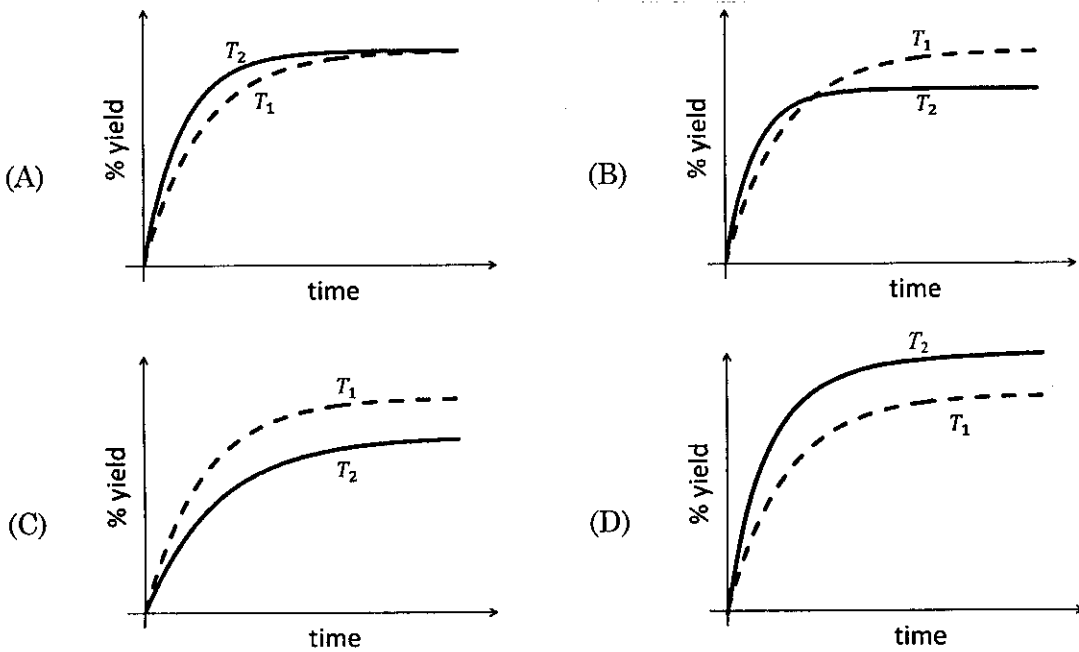 T₂
T₁
% yield
(A)
time
T₁
T₂
% yield
(B)
time
T₁
T₂
% yield
(C)
time
T₂
T₁
% yield
(D)
time